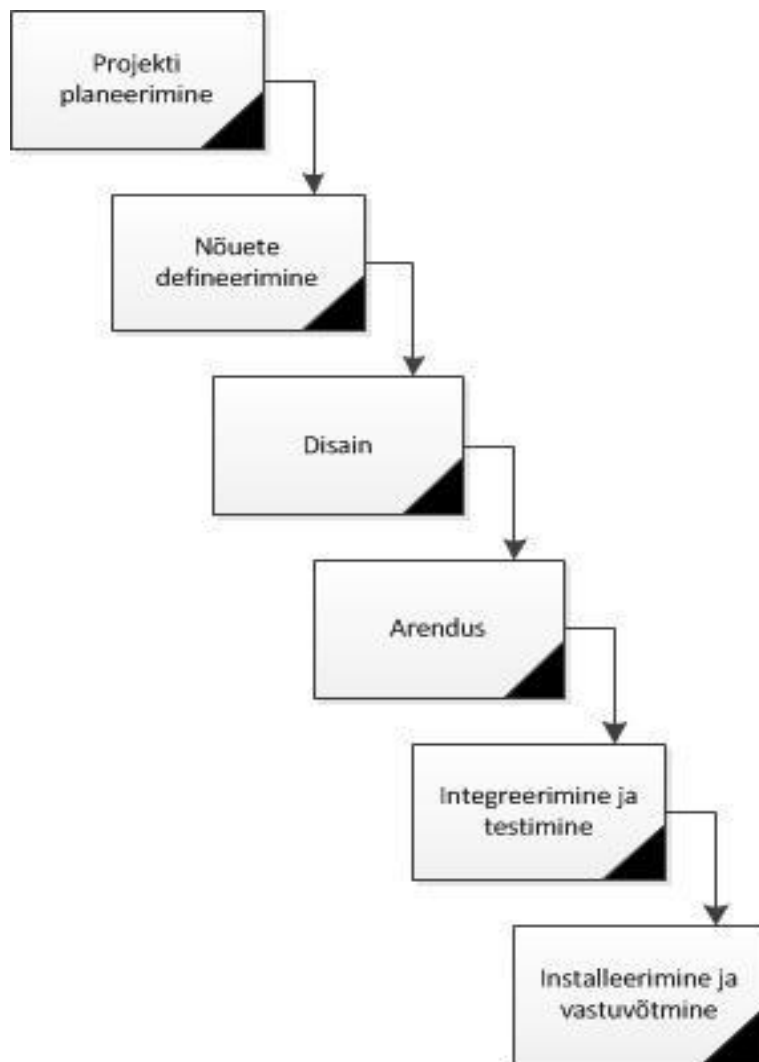 Projekti
planeerimine
Nõuete
defineerimine
Disain
Arendus
Integreerimine ja
testimine
Installeerimine ja
vastuvõtmine